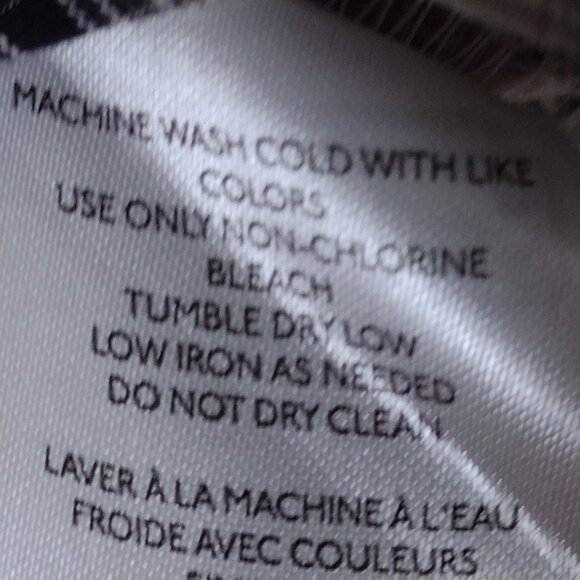 MACHINE WASH COLD WITH LIKE
COLORS
USE ONLY NON-CHLORINE
BLEACH
TUMBLE DRY LOW
LOW IRON AS NEEDED
DO NOT DRY CLEAN
LAVER À LA MACHINE À L'EAU
FROIDE AVEC COULEURS